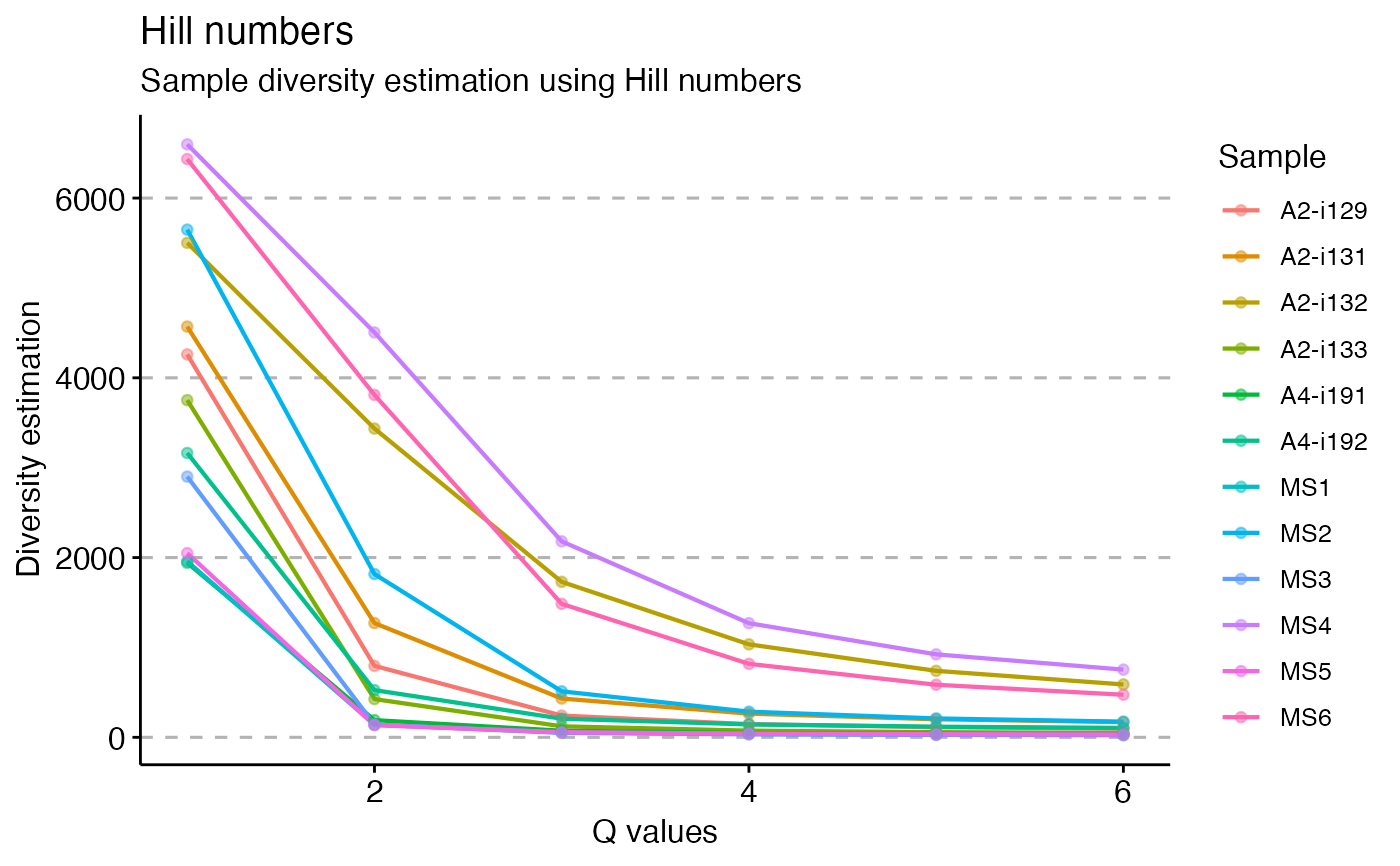 Hill numbers
Sample diversity estimation using Hill numbers
Diversity estimation
6000
4000
2000
0
2
4
6
Q values
Sample
A2-i129
A2-i131
A2-i132
A2-i133
A4-i191
A4-i192
MS1
MS2
MS3
MS4
MS5
MS6